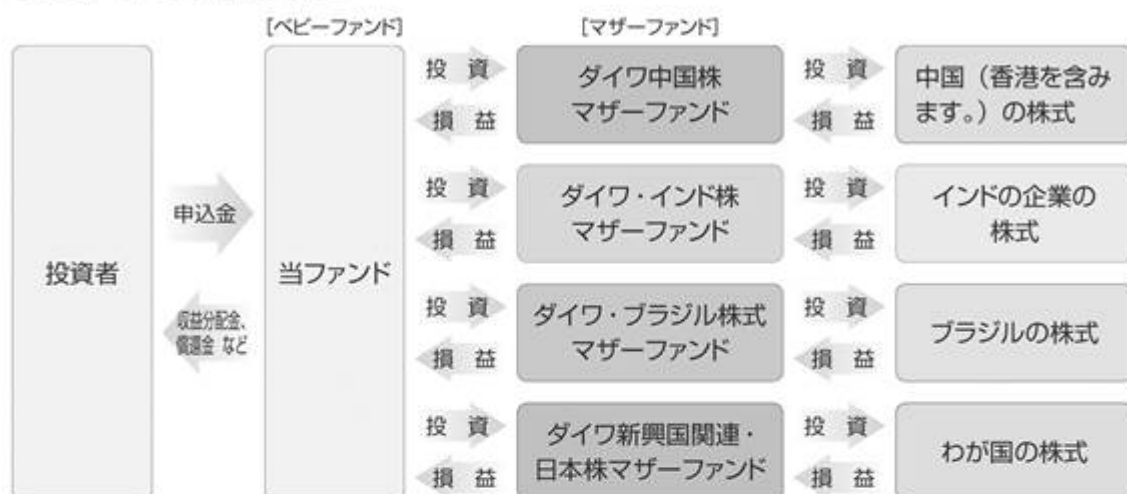 [ベビーファンド]
[マザーファンド]
投資者
申込金
収益分配金、
償還金 など
当ファンド
投 資
損 益
ダイワ中国株
マザーファンド
投 資
損 益
中国（香港を含み
ます。）の株式
投 資
損 益
ダイワ・インド株
マザーファンド
投 資
損 益
インドの企業の
株式
投 資
損 益
ダイワ・ブラジル株式
マザーファンド
投 資
損 益
ブラジルの株式
投 資
損 益
ダイワ新興国関連・
日本株マザーファンド
投 資
損 益
わが国の株式